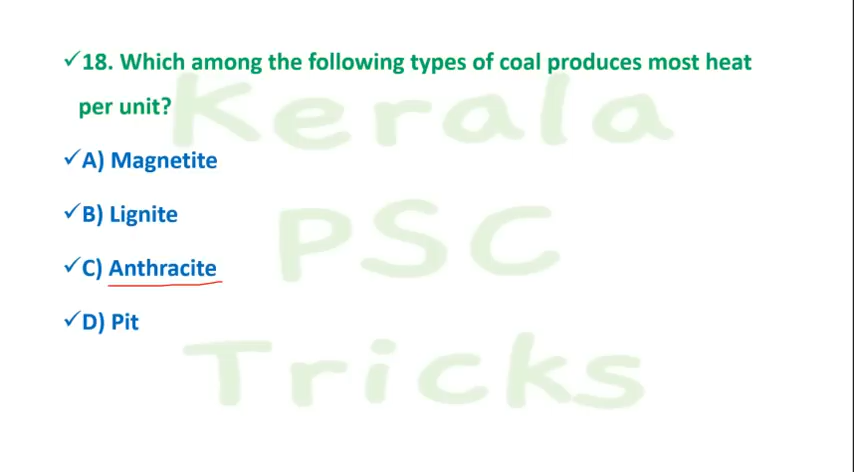 ✓18. Which among the following types of coal produces most heat
per unit?
✓A) Magnetite
✓B) Lignite
✓C) Anthracite
✓D) Pit
Kerala
PSC
Tricks